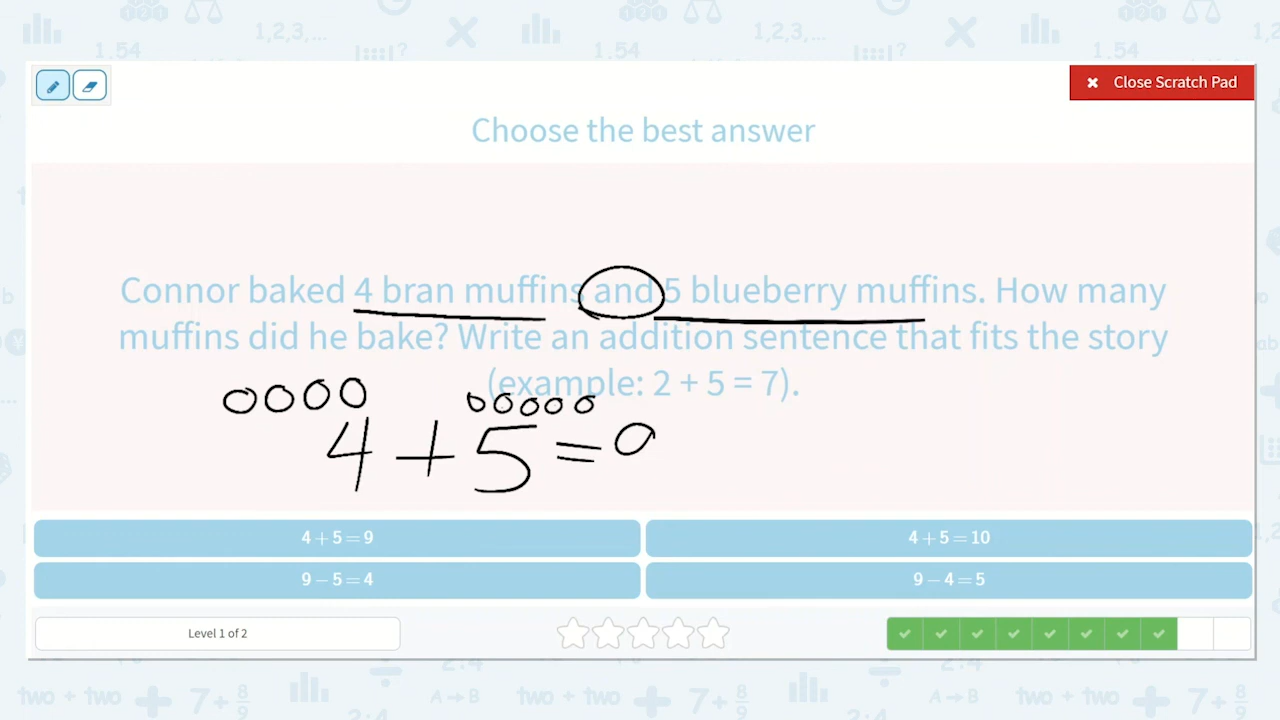 Close Scratch Pad
Choose the best answer
Connor baked 4 bran muffins and 5 blueberry muffins. How many
muffins did he bake? Write an addition sentence that fits the story
(example: 2 + 5 = 7).
4 + 5 =
4 + 5 = 9
4 + 5 = 10
9 − 5 = 4
9 − 4 = 5
Level 1 of 2